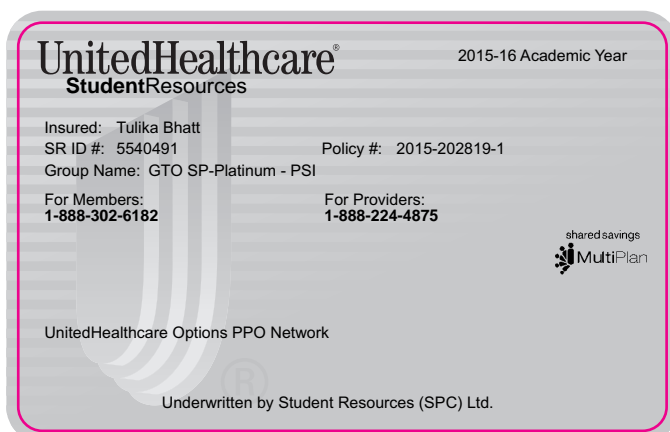 UnitedHealthcare®
2015-16 Academic Year
StudentResources
Insured: Tulika Bhatt
SR ID #: 5540491 Policy #: 2015-202819-1
Group Name: GTO SP-Platinum - PSI
For Members: For Providers:
1-888-302-6182 1-888-224-4875
shared savings
MultiPlan
UnitedHealthcare Options PPO Network
®
Underwritten by Student Resources (SPC) Ltd.